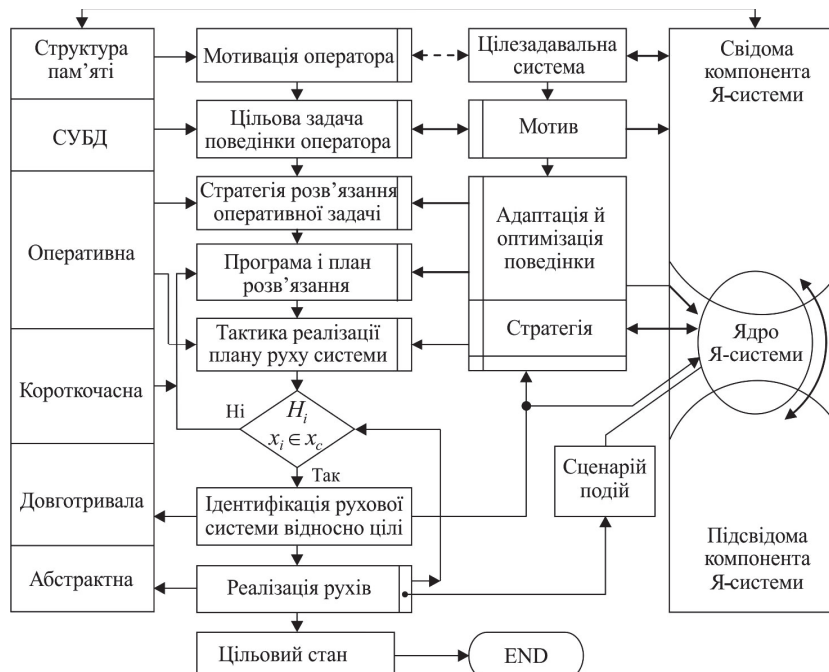 Структура
пам’яті
СУБД
Оперативна
Короткочасна
Довготривала
Абстрактна
Мотивація оператора
Цільова задача
поведінки оператора
Стратегія розв’язання
оперативної задачі
Програма і план
розв’язання
Тактика реалізації
плану руху системи
Ні
H_i
x_i ∈ x_c
Так
Ідентифікація рухової
системи відносно цілі
Реалізація рухів
Цільовий стан
END
Цілезадавальна
система
Мотив
Адаптація й
оптимізація
поведінки
Стратегія
Сценарій
подій
Свідома
компонента
Я-системи
Ядро
Я-системи
Підсвідома
компонента
Я-системи